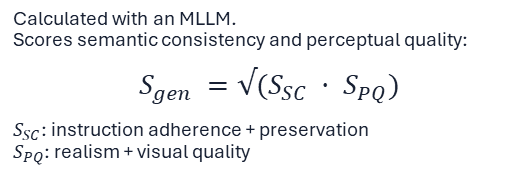 Calculated with an MLLM.
Scores semantic consistency and perceptual quality:
S_gen = √(S_SC · S_PQ)
S_SC: instruction adherence + preservation
S_PQ: realism + visual quality